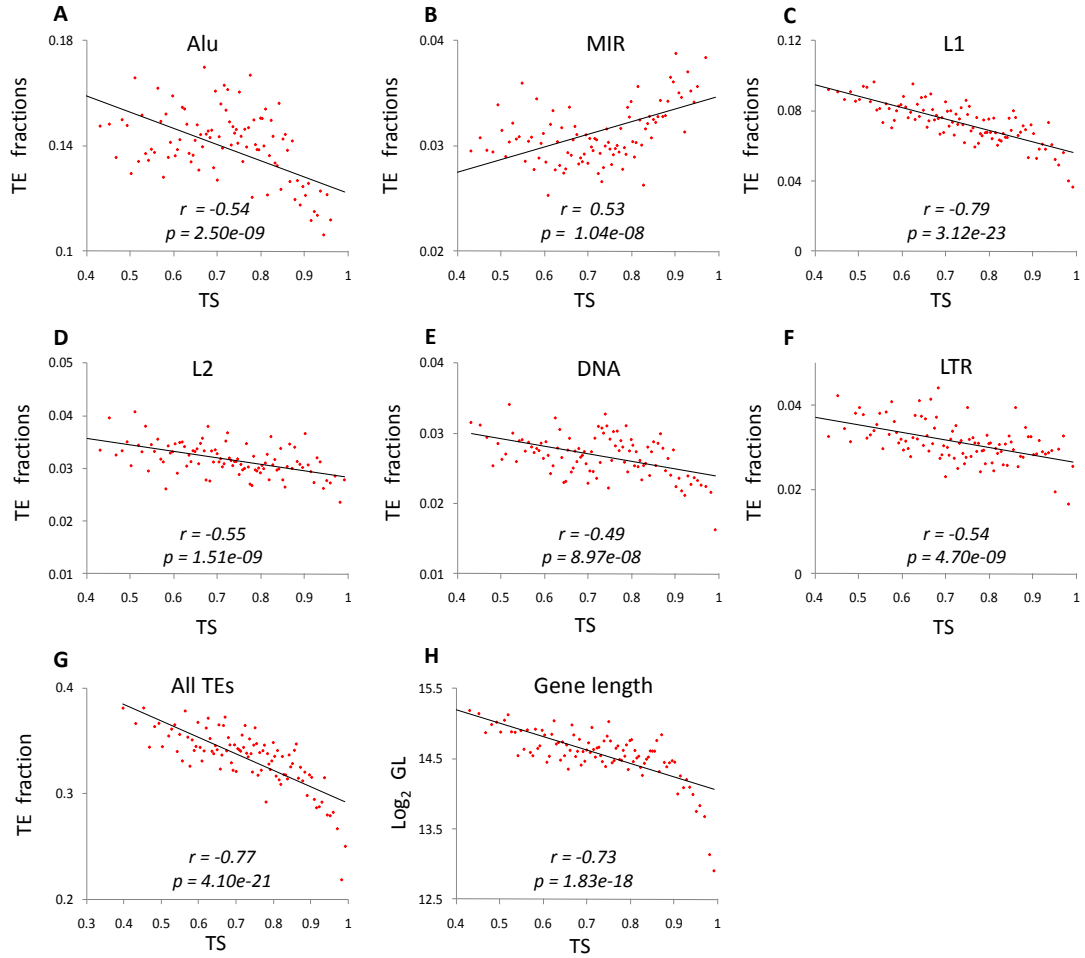 A
Alu
0.18
0.14
0.1
TE fractions
r = -0.54
p = 2.50e-09
0.4 0.5 0.6 0.7 0.8 0.9 1
TS
B
MIR
0.04
0.03
0.02
TE fractions
r = 0.53
p = 1.04e-08
0.4 0.5 0.6 0.7 0.8 0.9 1
TS
C
L1
0.12
0.08
0.04
0
TE fractions
r = -0.79
p = 3.12e-23
0.4 0.5 0.6 0.7 0.8 0.9 1
TS
D
L2
0.05
0.04
0.03
0.02
0.01
TE fractions
r = -0.55
p = 1.51e-09
0.4 0.5 0.6 0.7 0.8 0.9 1
TS
E
DNA
0.04
0.03
0.02
0.01
TE fractions
r = -0.49
p = 8.97e-08
0.4 0.5 0.6 0.7 0.8 0.9 1
TS
F
LTR
0.04
0.02
0
TE fractions
r = -0.54
p = 4.70e-09
0.4 0.5 0.6 0.7 0.8 0.9 1
TS
G
All TEs
0.4
0.3
0.2
TE fraction
r = -0.77
p = 4.10e-21
0.3 0.4 0.5 0.6 0.7 0.8 0.9 1
TS
H
Gene length
15.5
14.5
13.5
12.5
Log2 GL
r = -0.73
p = 1.83e-18
0.4 0.5 0.6 0.7 0.8 0.9 1
TS